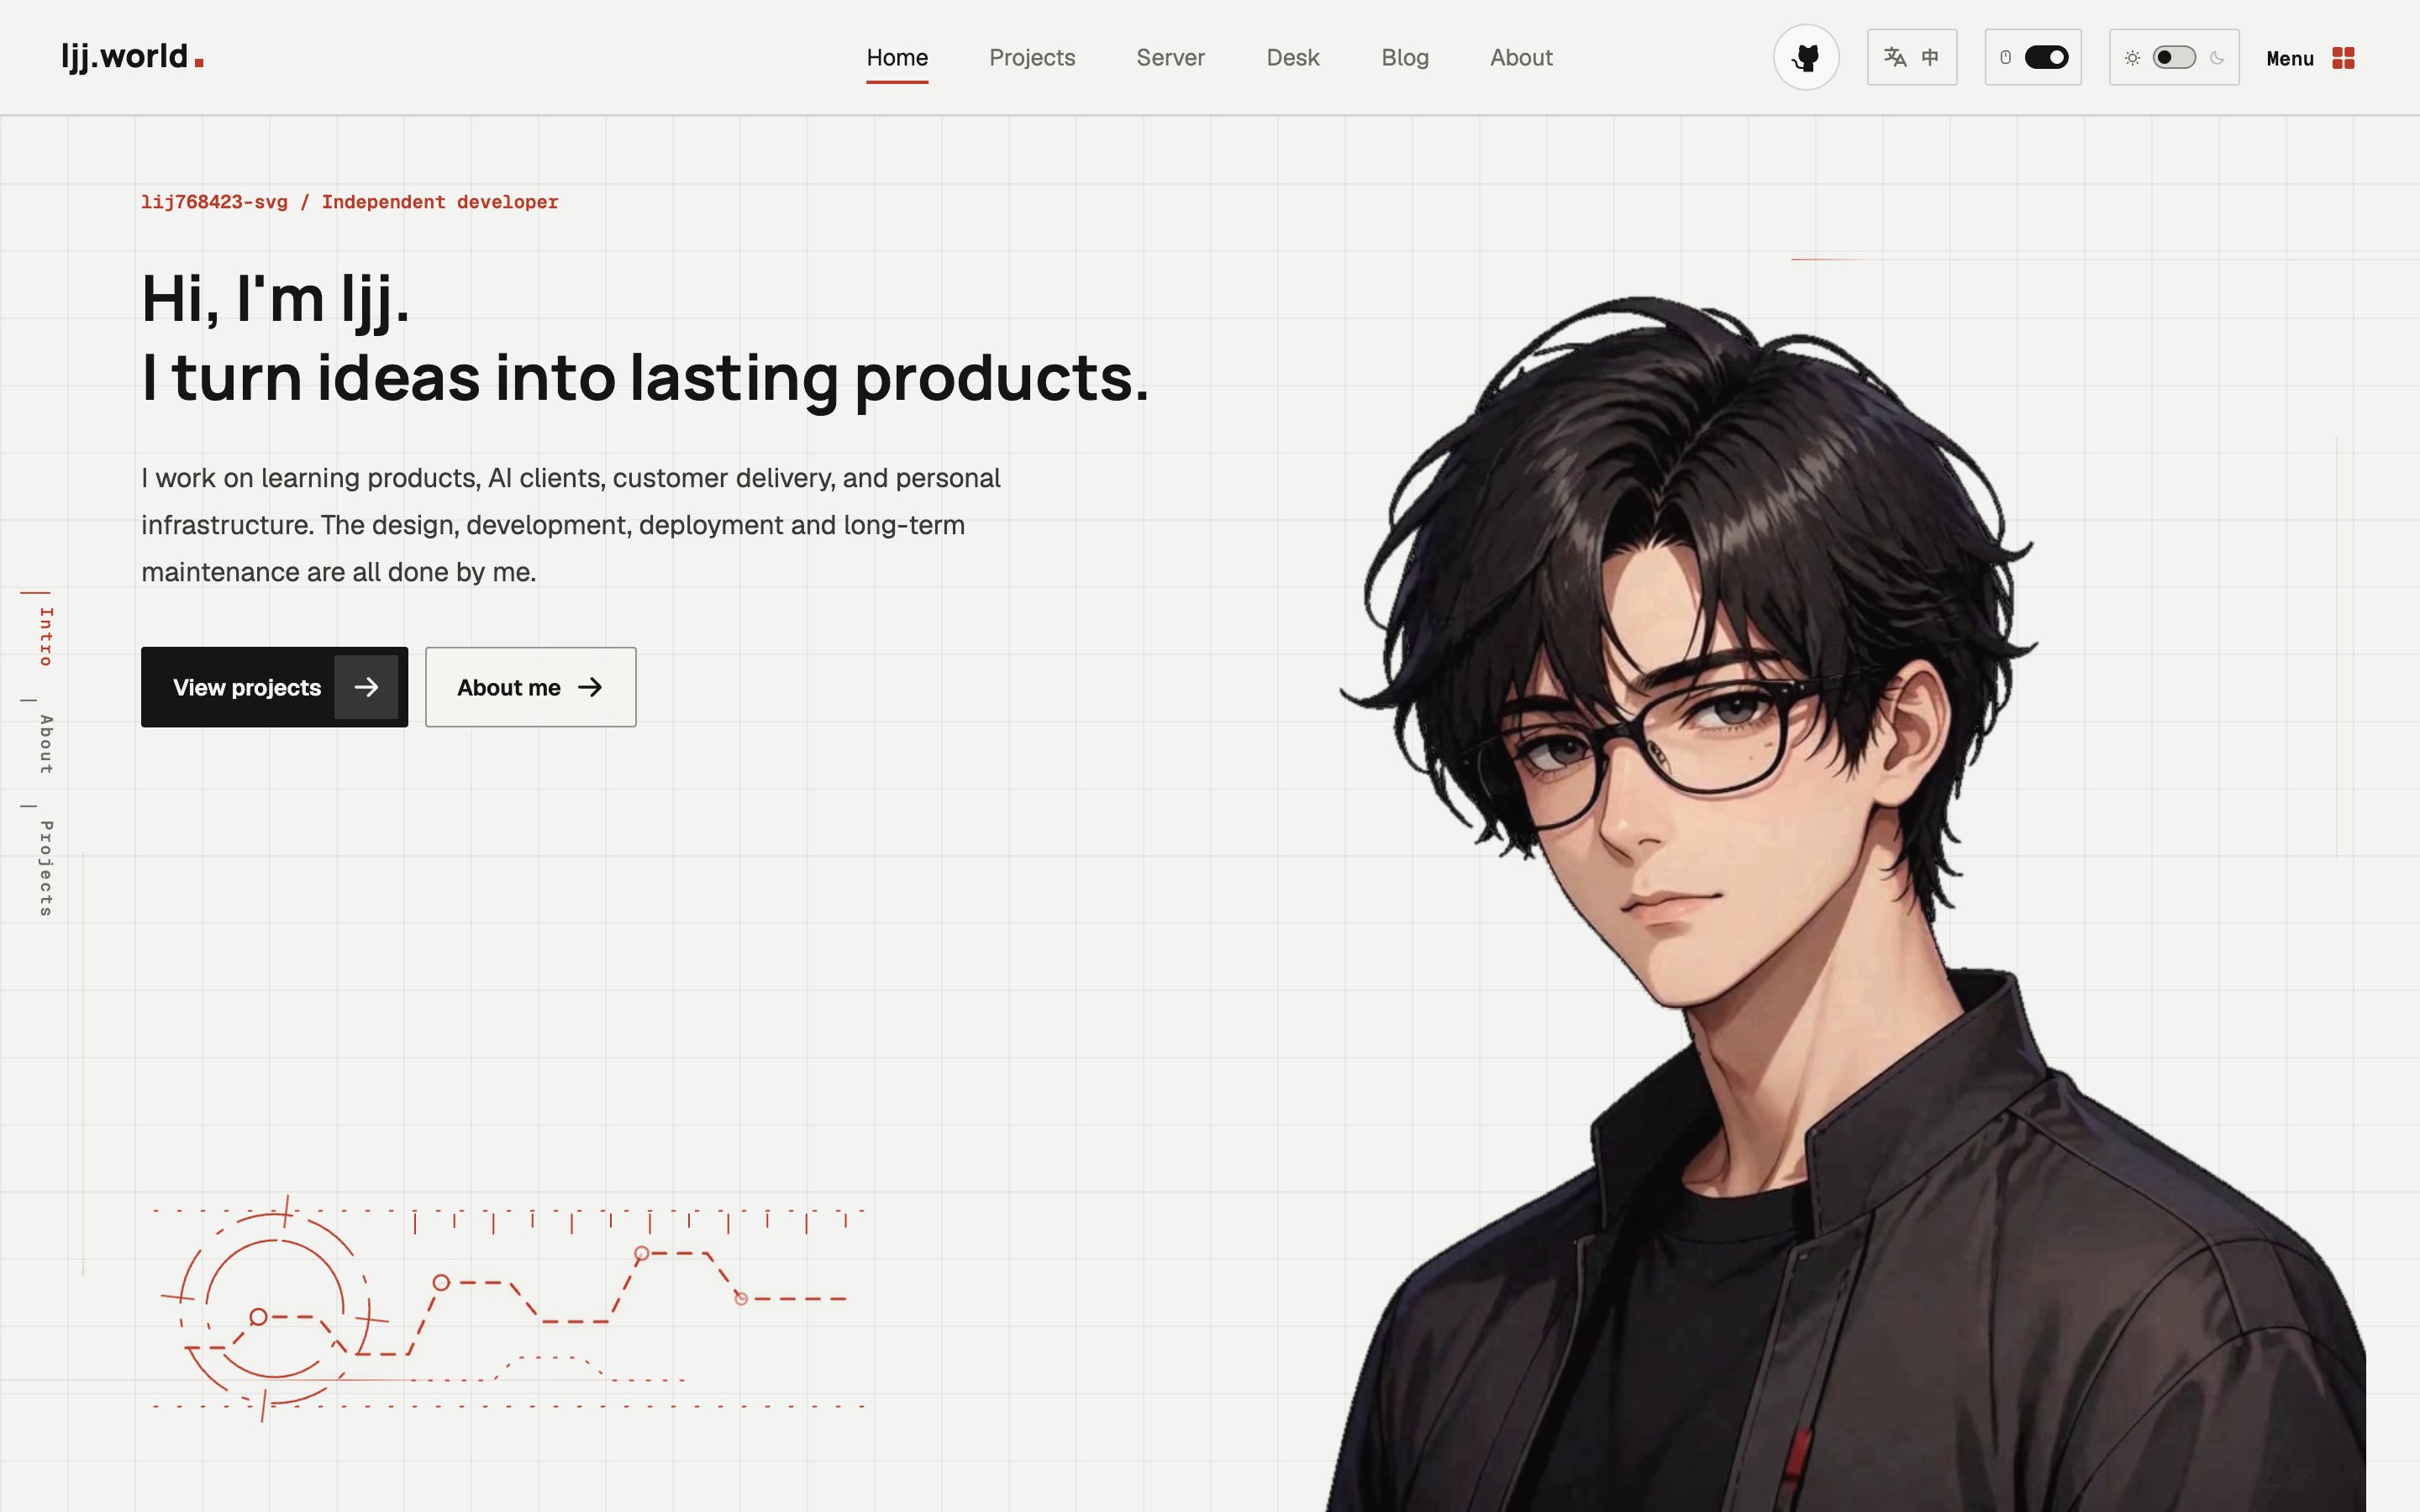 ljj.world
Home Projects Server Desk Blog About
中
Menu
lij768423-svg / Independent developer
Hi, I'm ljj.
I turn ideas into lasting products.
I work on learning products, AI clients, customer delivery, and personal
infrastructure. The design, development, deployment and long-term
maintenance are all done by me.
View projects
About me
Intro
About
Projects